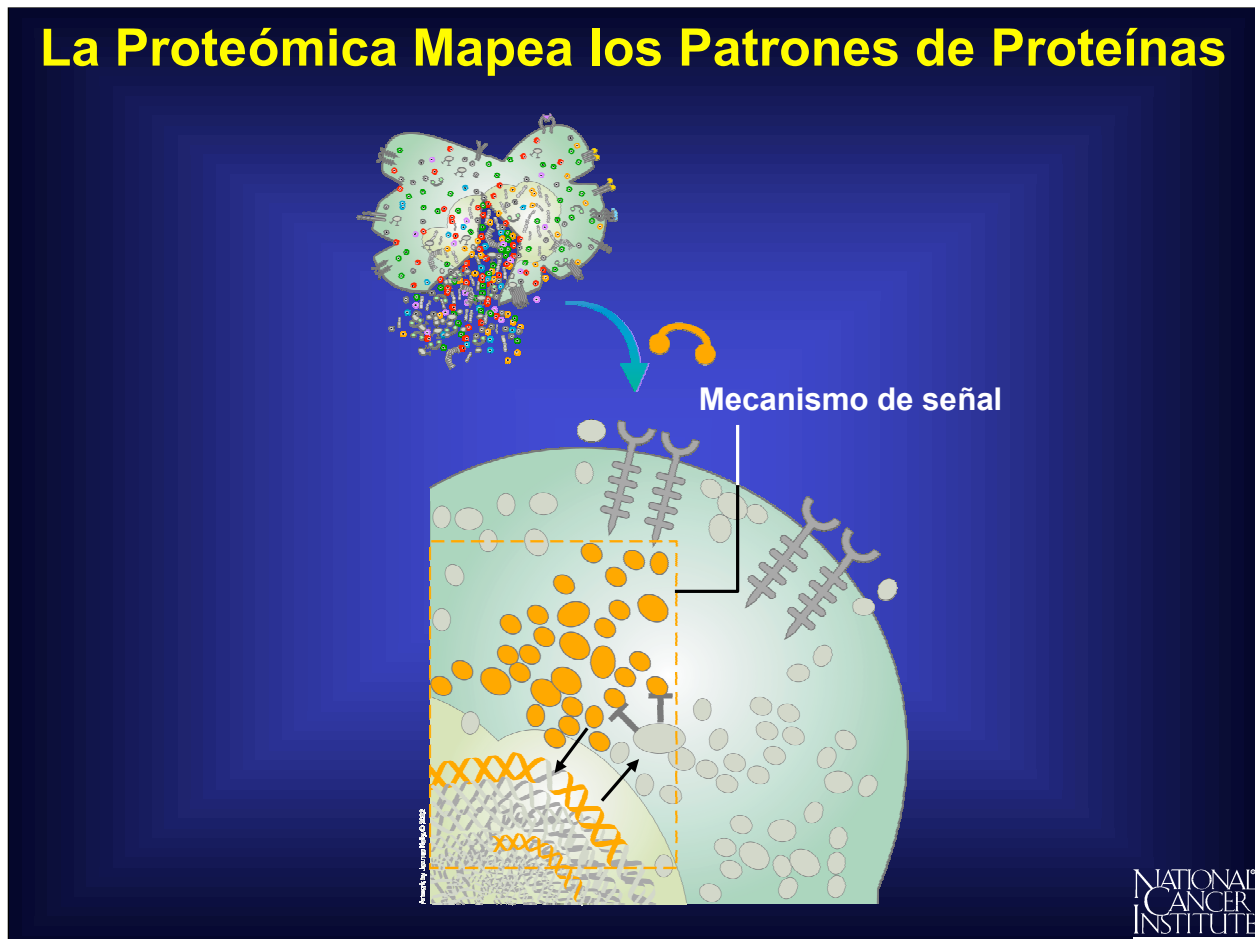 La Proteómica Mapea los Patrones de Proteínas
Mecanismo de señal
NATIONAL
CANCER
INSTITUTE